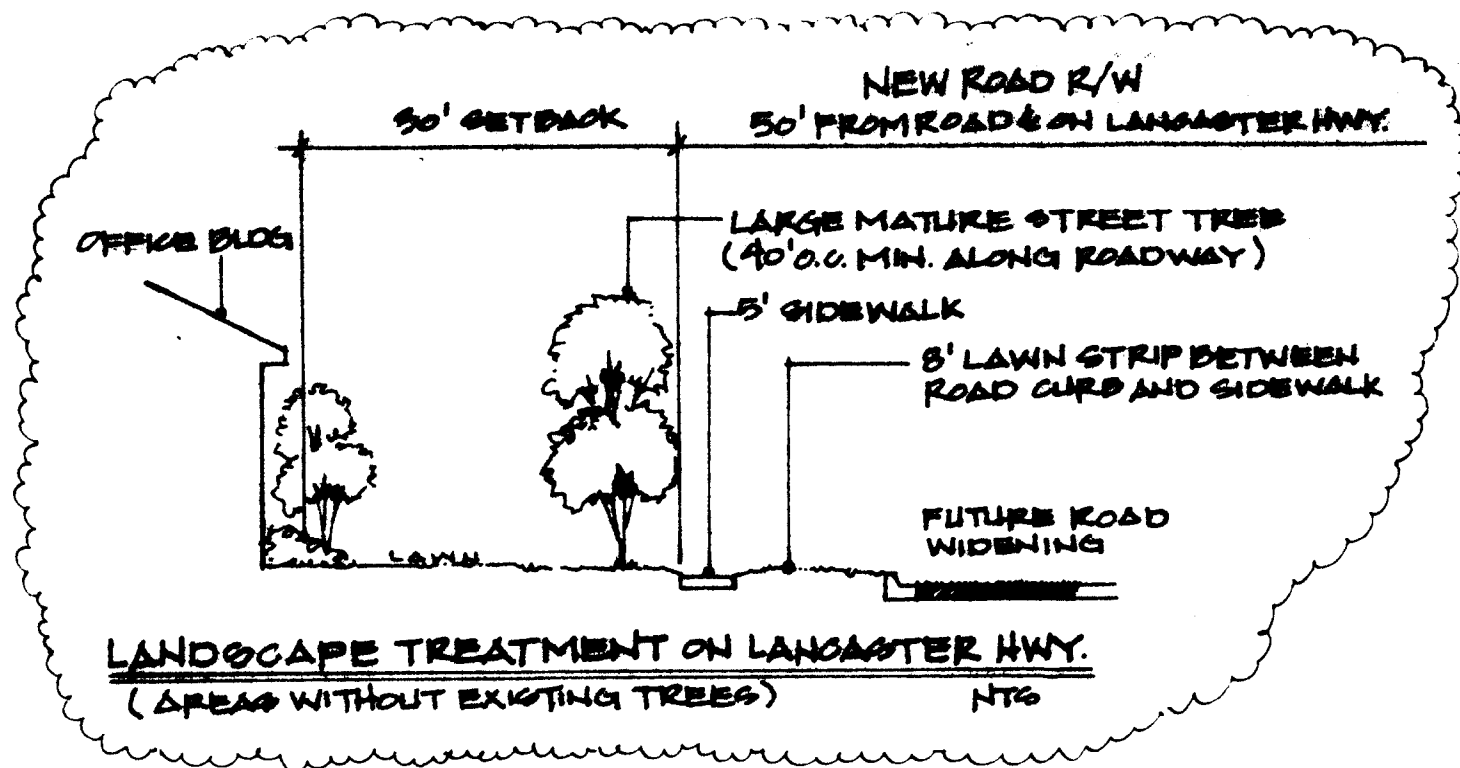 NEW ROAD R/W
30' SETBACK
50' FROM ROAD ℄ ON LANCASTER HWY.
OFFICE BLDG
LARGE MATURE STREET TREE
(40' O.C. MIN. ALONG ROADWAY)
5' SIDEWALK
8' LAWN STRIP BETWEEN
ROAD CURB AND SIDEWALK
FUTURE ROAD
WIDENING
LAWN
LANDSCAPE TREATMENT ON LANCASTER HWY.
(AREAS WITHOUT EXISTING TREES)
NTS